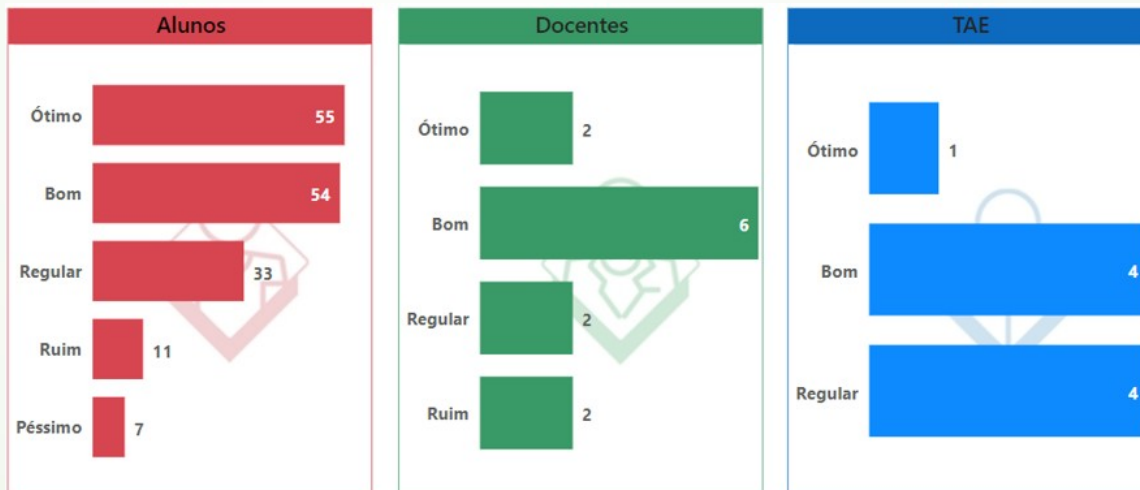 Alunos
Ótimo 55
Bom 54
Regular 33
Ruim 11
Péssimo 7
Docentes
Ótimo 2
Bom 6
Regular 2
Ruim 2
TAE
Ótimo 1
Bom 4
Regular 4